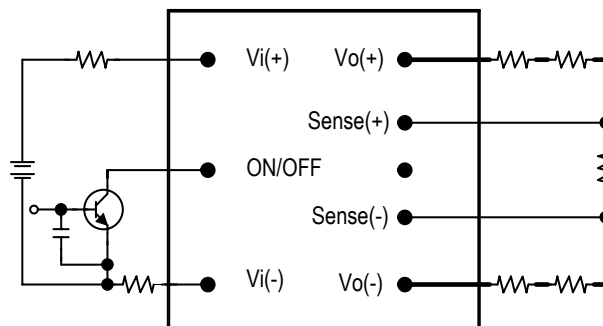 Vi(+) Vo(+)
Sense(+)
ON/OFF
Sense(-)
Vi(-) Vo(-)